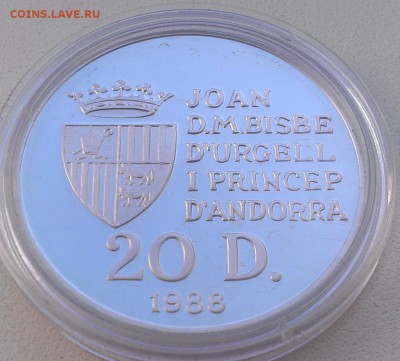 COINS.LAVE.RU
JOAN
D.M.BISBE
D'URGELL
I PRINCEP
D'ANDORRA
20 D.
1988